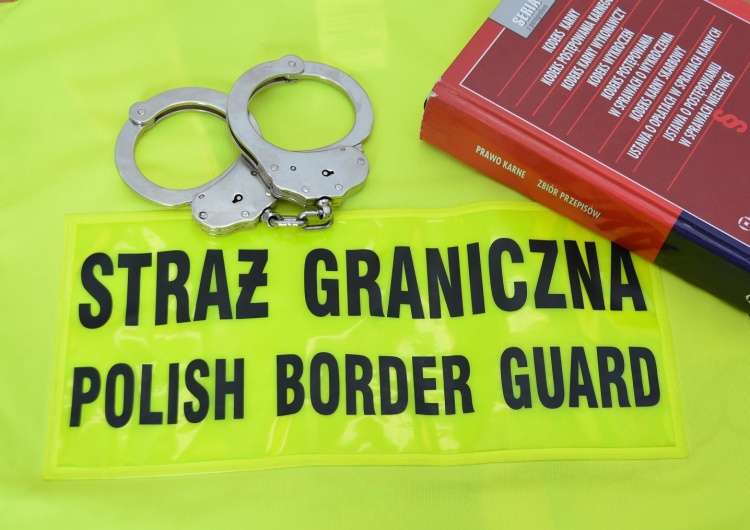 SERIA
KODEKS KARNY
KODEKS POSTĘPOWANIA KARNEGO
KODEKS KARNY WYKONAWCZY
KODEKS WYKROCZEŃ
KODEKS POSTĘPOWANIA
W SPRAWACH O WYKROCZENIA
KODEKS KARNY SKARBOWY
USTAWA O OPŁATACH W SPRAWACH KARNYCH
USTAWA O POSTĘPOWANIU
W SPRAWACH NIELETNICH
§
PRAWO KARNE ZBIÓR PRZEPISÓW
STRAŻ GRANICZNA
POLISH BORDER GUARD